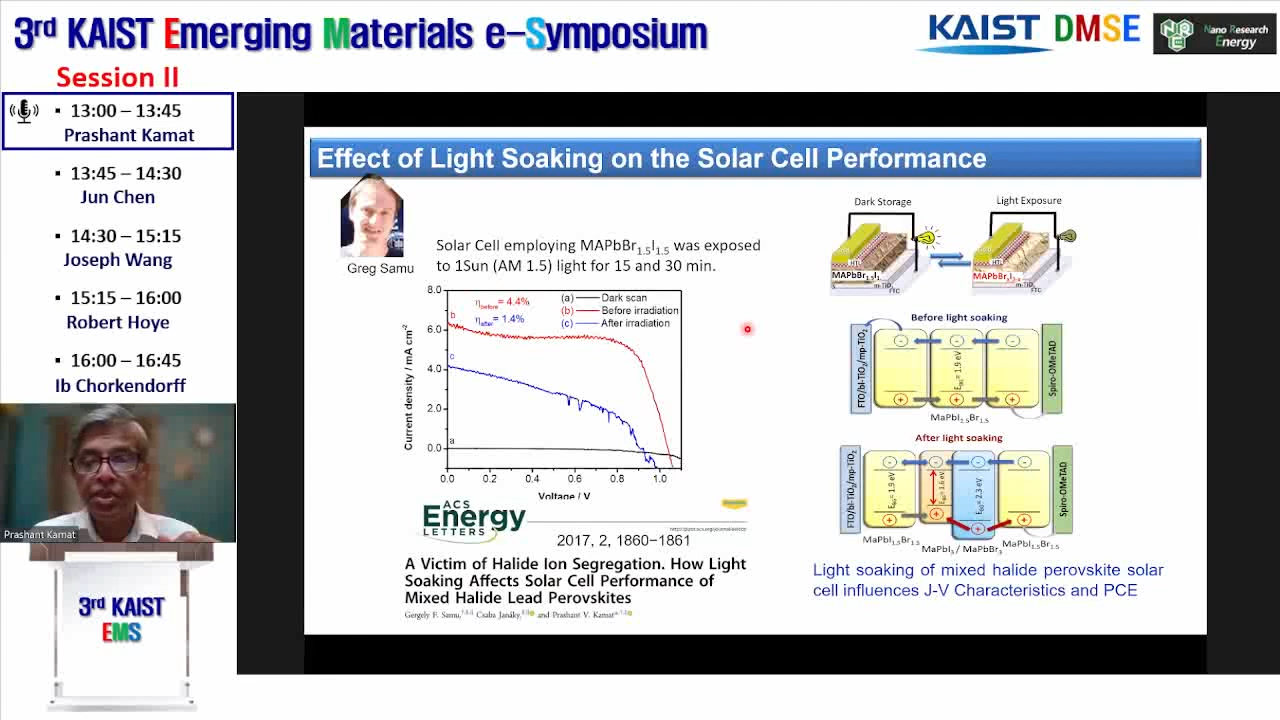 3rd KAIST Emerging Materials e-Symposium
KAIST DMSE
NRE
Nano Research
Energy
Session II
▪ 13:00 – 13:45
Prashant Kamat
▪ 13:45 – 14:30
Jun Chen
▪ 14:30 – 15:15
Joseph Wang
▪ 15:15 – 16:00
Robert Hoye
▪ 16:00 – 16:45
Ib Chorkendorff
Prashant Kamat
3rd KAIST
EMS
Effect of Light Soaking on the Solar Cell Performance
Greg Samu
Solar Cell employing MAPbBr1.5I1.5 was exposed
to 1Sun (AM 1.5) light for 15 and 30 min.
8.0
6.0
4.0
2.0
0.0
Current density / mA cm-2
ηbefore= 4.4%
ηafter= 1.4%
(a) Dark scan
(b) Before irradiation
(c) After irradiation
b
c
a
0.0 0.2 0.4 0.6 0.8 1.0
Voltage / V
ACS
Energy
LETTERS
2017, 2, 1860–1861
A Victim of Halide Ion Segregation. How Light
Soaking Affects Solar Cell Performance of
Mixed Halide Lead Perovskites
Gergely F. Samu, Csaba Janáky, and Prashant V. Kamat
Dark Storage
Light Exposure
HTL
m-TiO2
FTO
HTL
m-TiO2
FTO
Before light soaking
FTO/bl-TiO2/mp-TiO2
EBG= 1.9 eV
Spiro-OMeTAD
MaPbI1.5Br1.5
After light soaking
FTO/bl-TiO2/mp-TiO2
EBG= 1.9 eV
EBG= 1.6 eV
EBG= 2.3 eV
Spiro-OMeTAD
MaPbI1.5Br1.5
MaPbI3 / MaPbBr3
MaPbI1.5Br1.5
Light soaking of mixed halide perovskite solar
cell influences J-V Characteristics and PCE